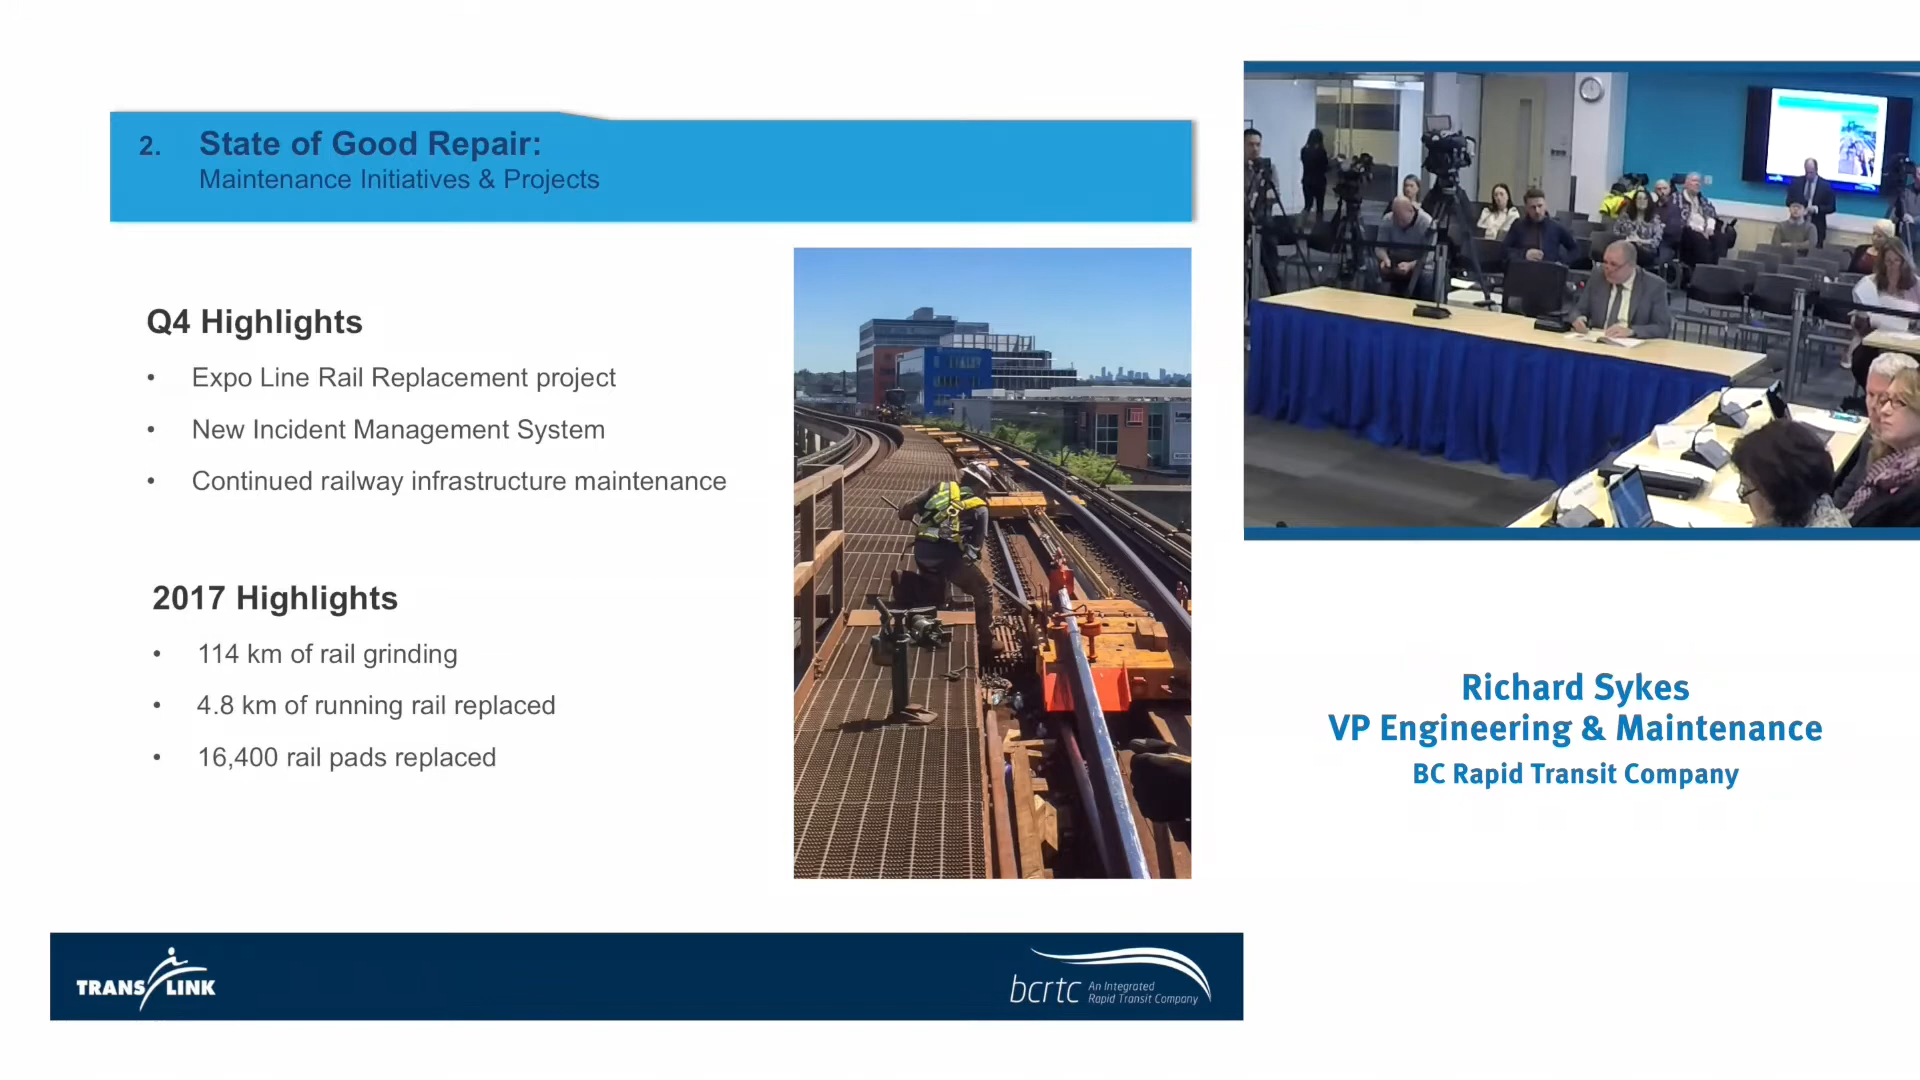 2. State of Good Repair:
Maintenance Initiatives & Projects
Q4 Highlights
• Expo Line Rail Replacement project
• New Incident Management System
• Continued railway infrastructure maintenance
2017 Highlights
• 114 km of rail grinding
• 4.8 km of running rail replaced
• 16,400 rail pads replaced
TRANSLINK
bcrtc An Integrated
Rapid Transit Company
Richard Sykes
VP Engineering & Maintenance
BC Rapid Transit Company